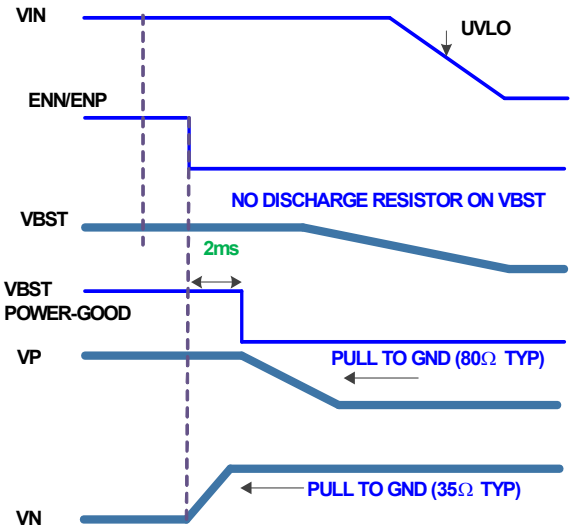 VIN
UVLO
ENN/ENP
NO DISCHARGE RESISTOR ON VBST
VBST
2ms
VBST
POWER-GOOD
VP
PULL TO GND (80Ω TYP)
PULL TO GND (35Ω TYP)
VN